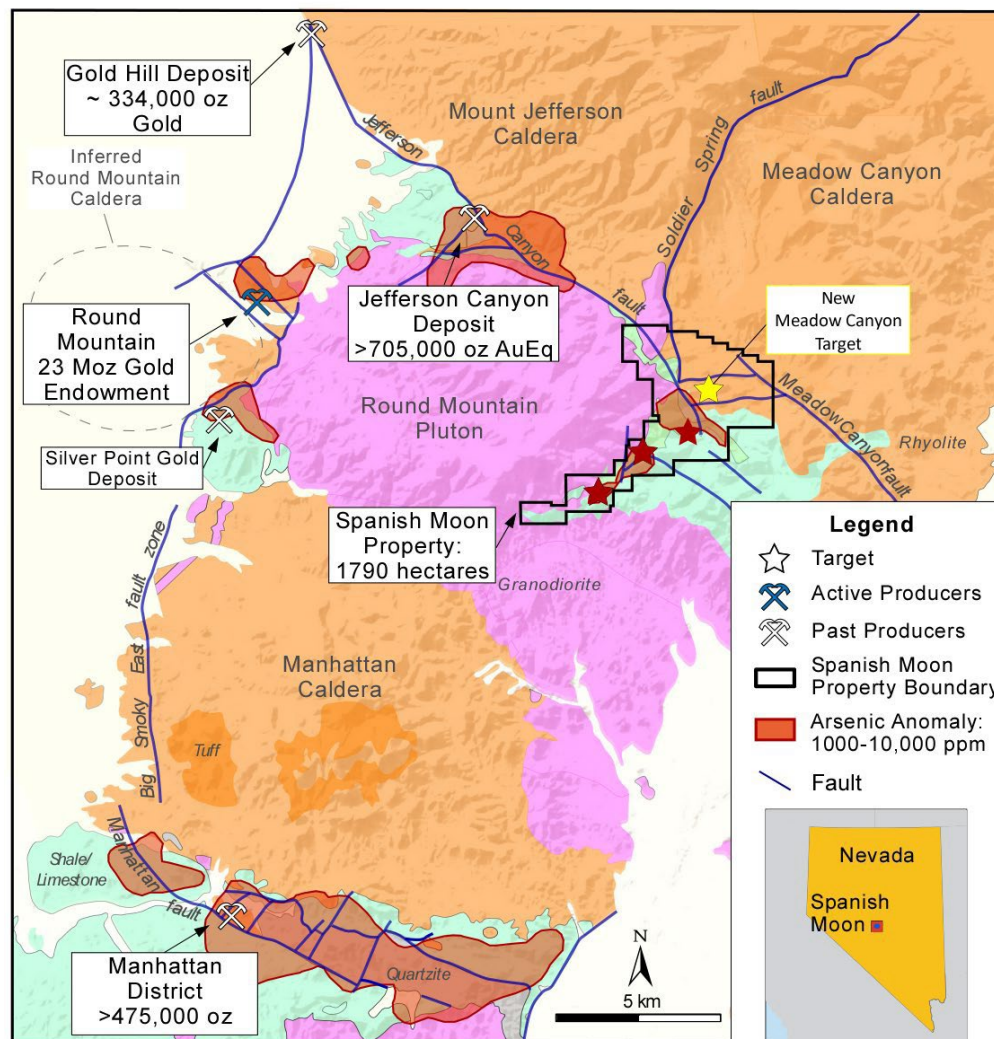 Gold Hill Deposit
~ 334,000 oz
Gold
Mount Jefferson
Caldera
Jefferson
Canyon
fault
Soldier
Spring
fault
Meadow Canyon
Caldera
Inferred
Round Mountain
Caldera
Jefferson Canyon
Deposit
>705,000 oz AuEq
New
Meadow Canyon
Target
Round
Mountain
23 Moz Gold
Endowment
Round Mountain
Pluton
MeadowCanyonfault
Rhyolite
Silver Point Gold
Deposit
Spanish Moon
Property:
1790 hectares
Granodiorite
Big Smoky East fault zone
Manhattan
Caldera
Tuff
Shale/
Limestone
Manhattan
fault
Quartzite
Manhattan
District
>475,000 oz
N
5 km
Legend
Target
Active Producers
Past Producers
Spanish Moon
Property Boundary
Arsenic Anomaly:
1000-10,000 ppm
Fault
Nevada
Spanish
Moon